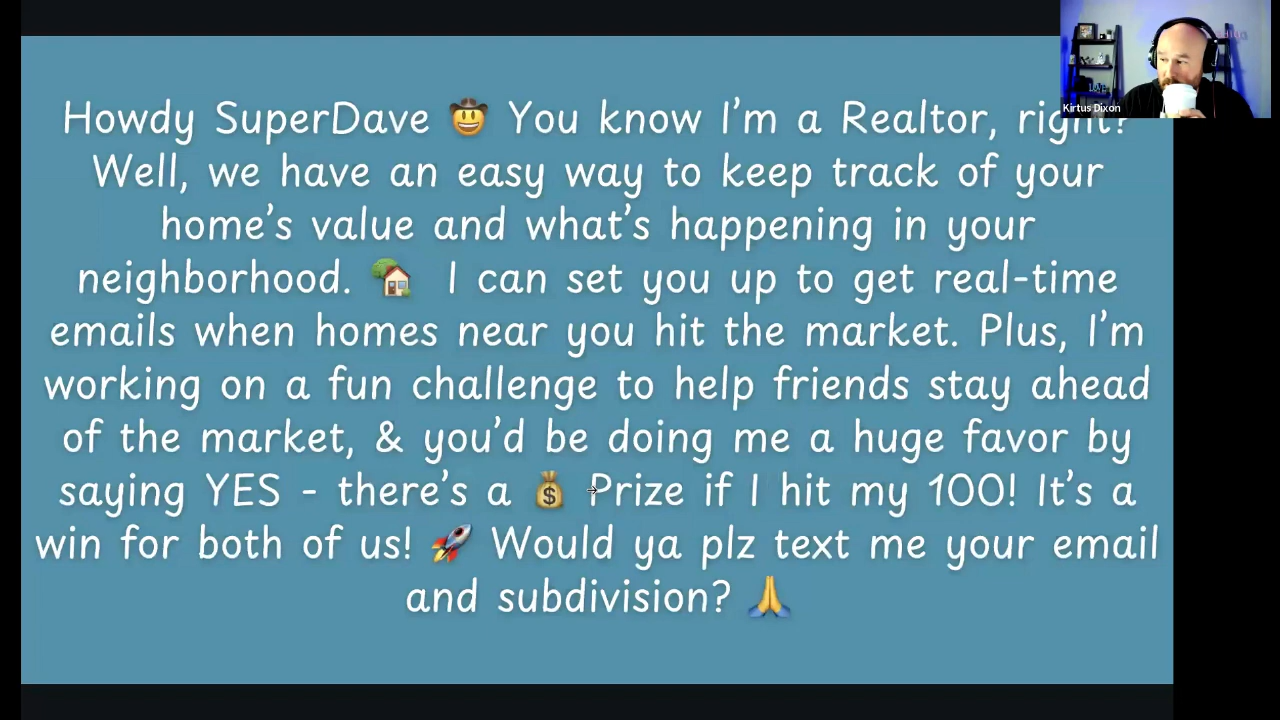 Howdy SuperDave 🤠 You know I'm a Realtor, right?
Well, we have an easy way to keep track of your
home's value and what's happening in your
neighborhood. 🏡 I can set you up to get real-time
emails when homes near you hit the market. Plus, I'm
working on a fun challenge to help friends stay ahead
of the market, & you'd be doing me a huge favor by
saying YES - there's a 💰 Prize if I hit my 100! It's a
win for both of us! 🚀 Would ya plz text me your email
and subdivision? 🙏
Kirtus Dixon